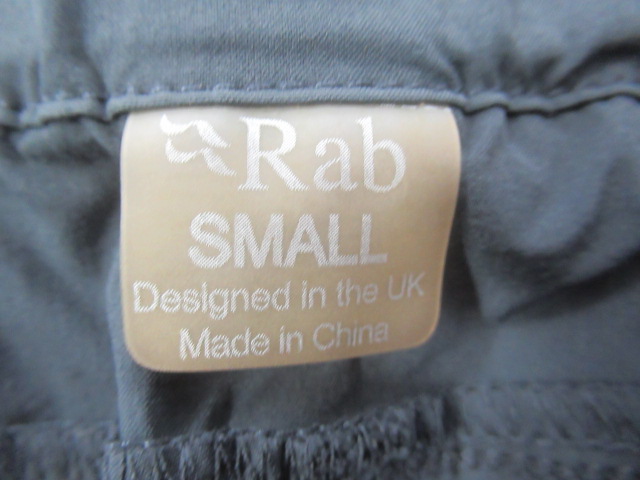 Rab
SMALL
Designed in the UK
Made in China